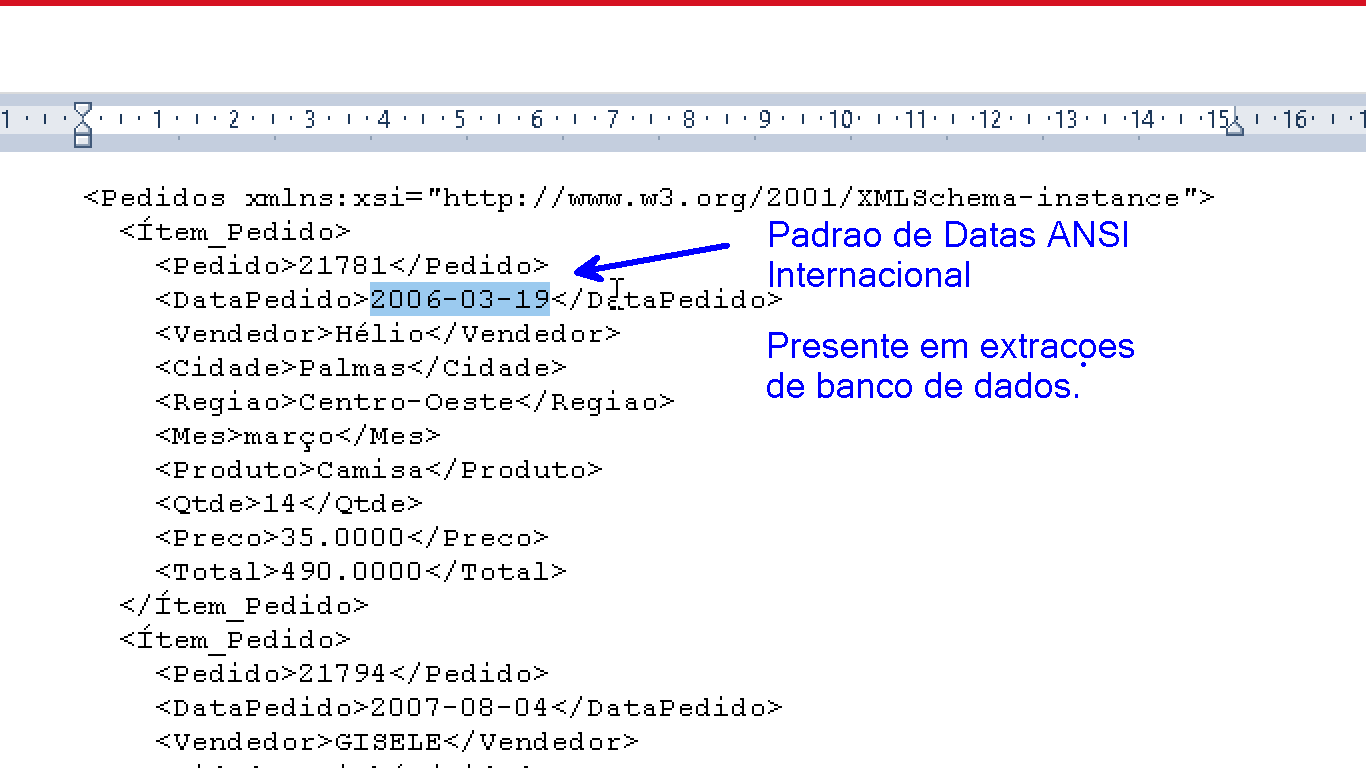 1 1 2 3 4 5 6 7 8 9 10 11 12 13 14 15 16
<Pedidos xmlns:xsi="http://www.w3.org/2001/XMLSchema-instance">
<Ítem_Pedido>
Padrao de Datas ANSI
<Pedido>21781</Pedido>
Internacional
<DataPedido>2006-03-19</DataPedido>
<Vendedor>Hélio</Vendedor>
Presente em extracoes
<Cidade>Palmas</Cidade>
de banco de dados.
<Regiao>Centro-Oeste</Regiao>
<Mes>março</Mes>
<Produto>Camisa</Produto>
<Qtde>14</Qtde>
<Preco>35.0000</Preco>
<Total>490.0000</Total>
</Ítem_Pedido>
<Ítem_Pedido>
<Pedido>21794</Pedido>
<DataPedido>2007-08-04</DataPedido>
<Vendedor>GISELE</Vendedor>